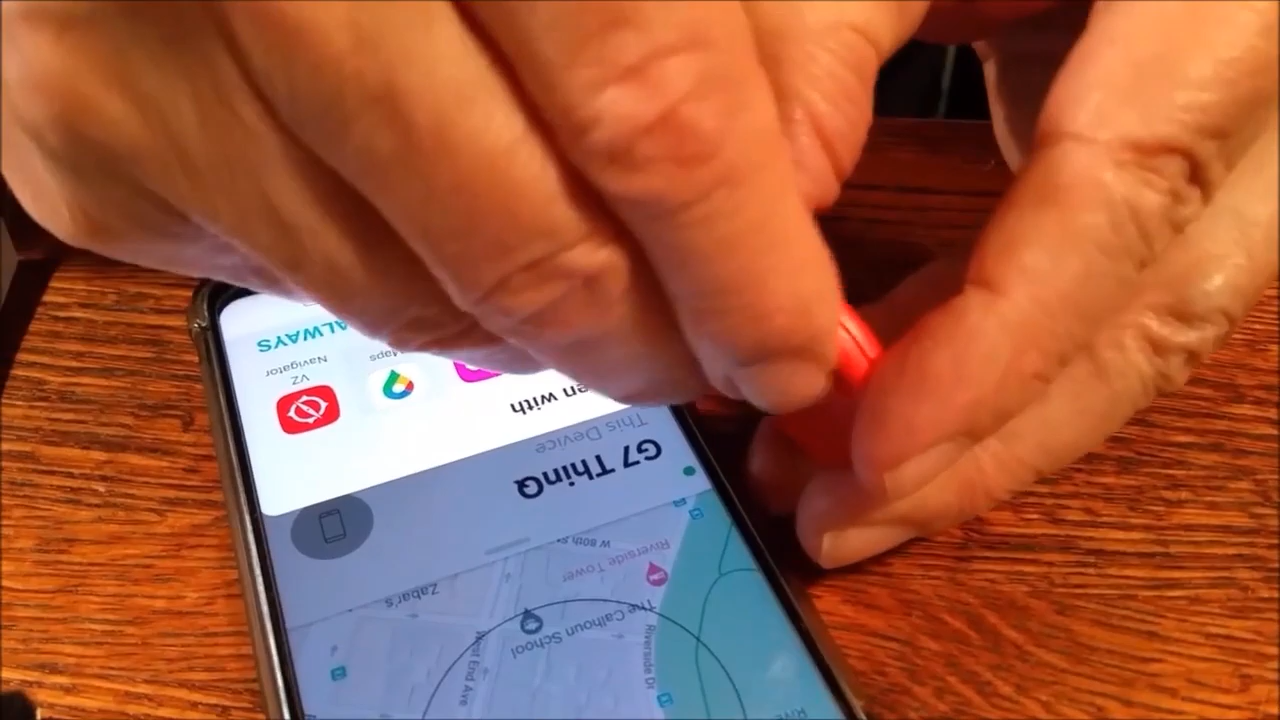 Riverside Dr
West End Ave
The Calhoun School
Zabar's
Riverside Tower
W 80th St
G7 ThinQ
This Device
en with
VZ
Navigator
Maps
ALWAYS